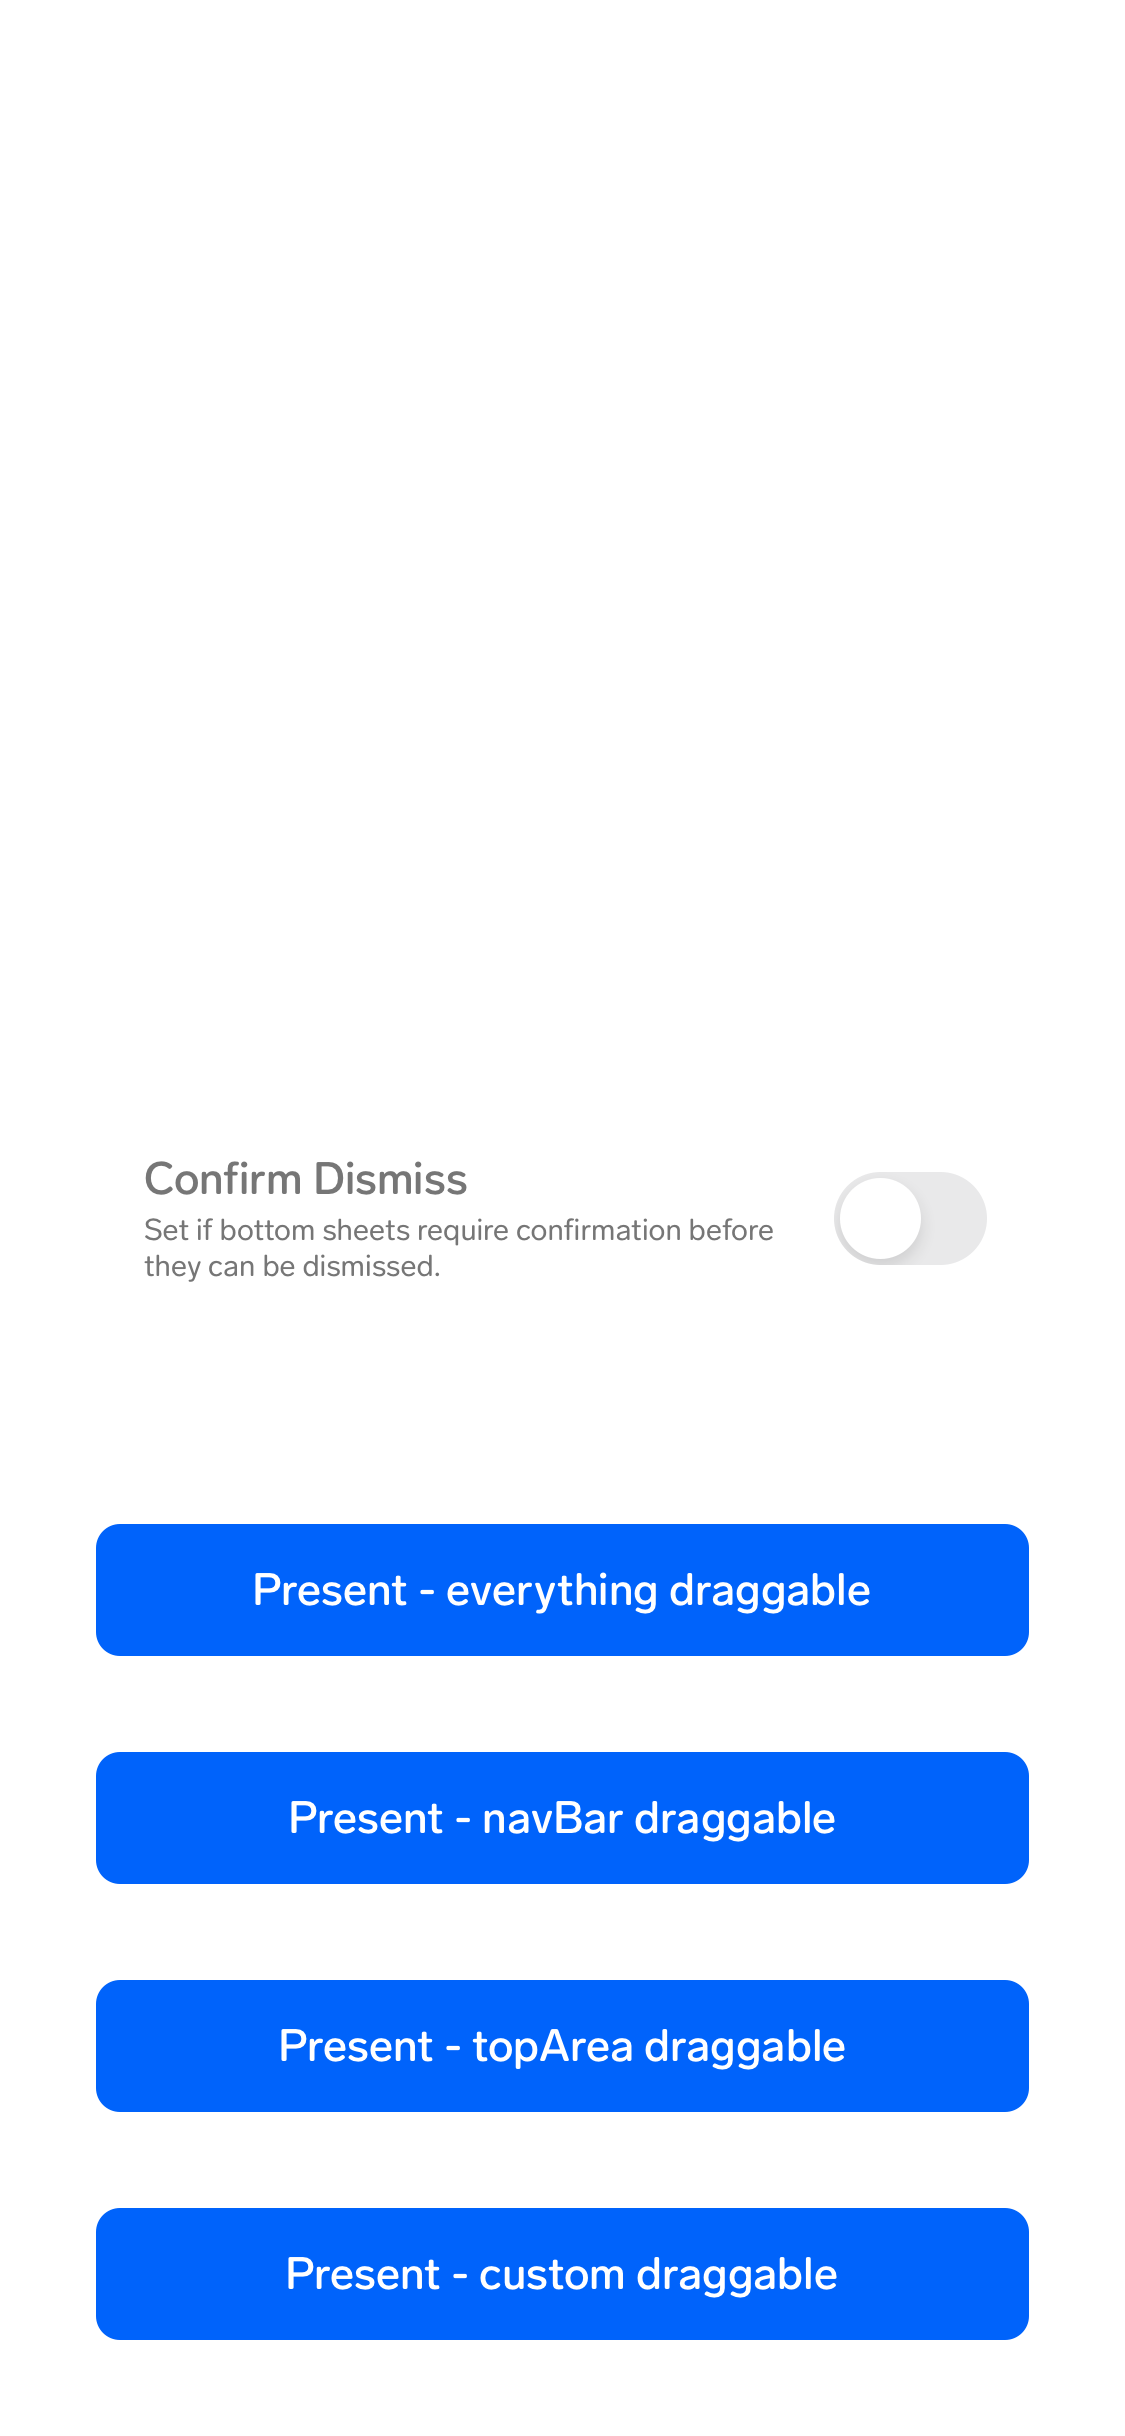 Confirm Dismiss
Set if bottom sheets require confirmation before
they can be dismissed.
Present - everything draggable
Present - navBar draggable
Present - topArea draggable
Present - custom draggable